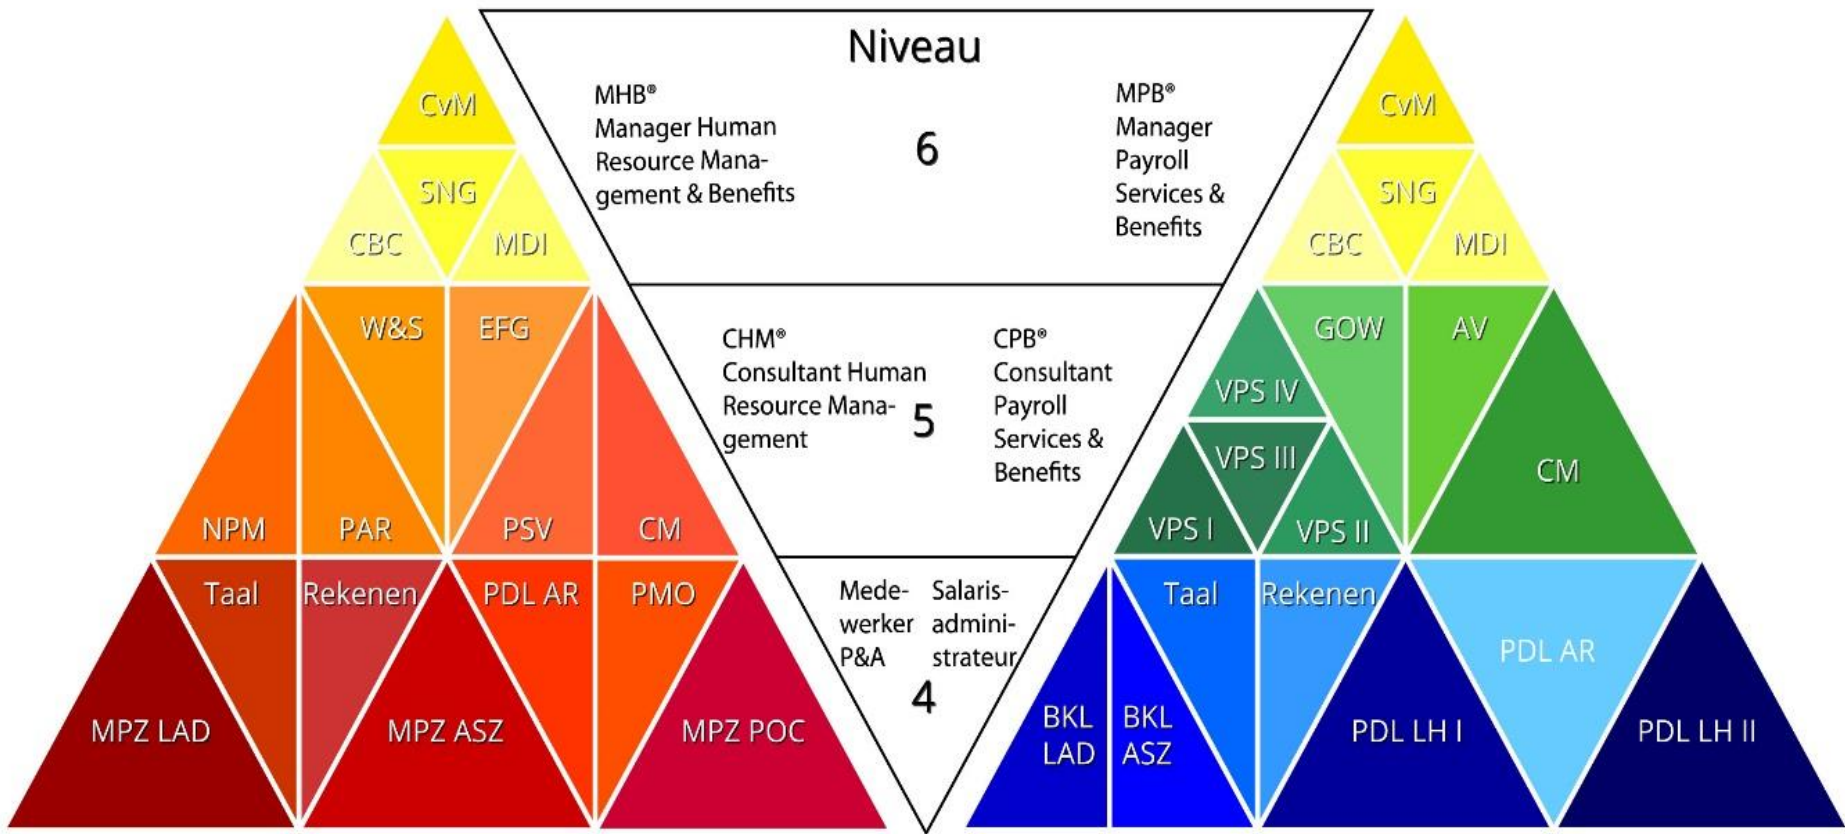 CvM
SNG
CBC
MDI
W&S
EFG
NPM
PAR
PSV
CM
Taal
Rekenen
PDL AR
PMO
MPZ LAD
MPZ ASZ
MPZ POC
Niveau
MHB®
Manager Human
Resource Mana-
gement & Benefits
6
MPB®
Manager
Payroll
Services &
Benefits
CHM®
Consultant Human
Resource Mana-
gement
5
CPB®
Consultant
Payroll
Services &
Benefits
Mede-
werker
P&A
Salaris-
admini-
strateur
4
CvM
SNG
CBC
MDI
GOW
AV
VPS IV
VPS III
CM
VPS I
VPS II
Taal
Rekenen
PDL AR
BKL
LAD
BKL
ASZ
PDL LH I
PDL LH II